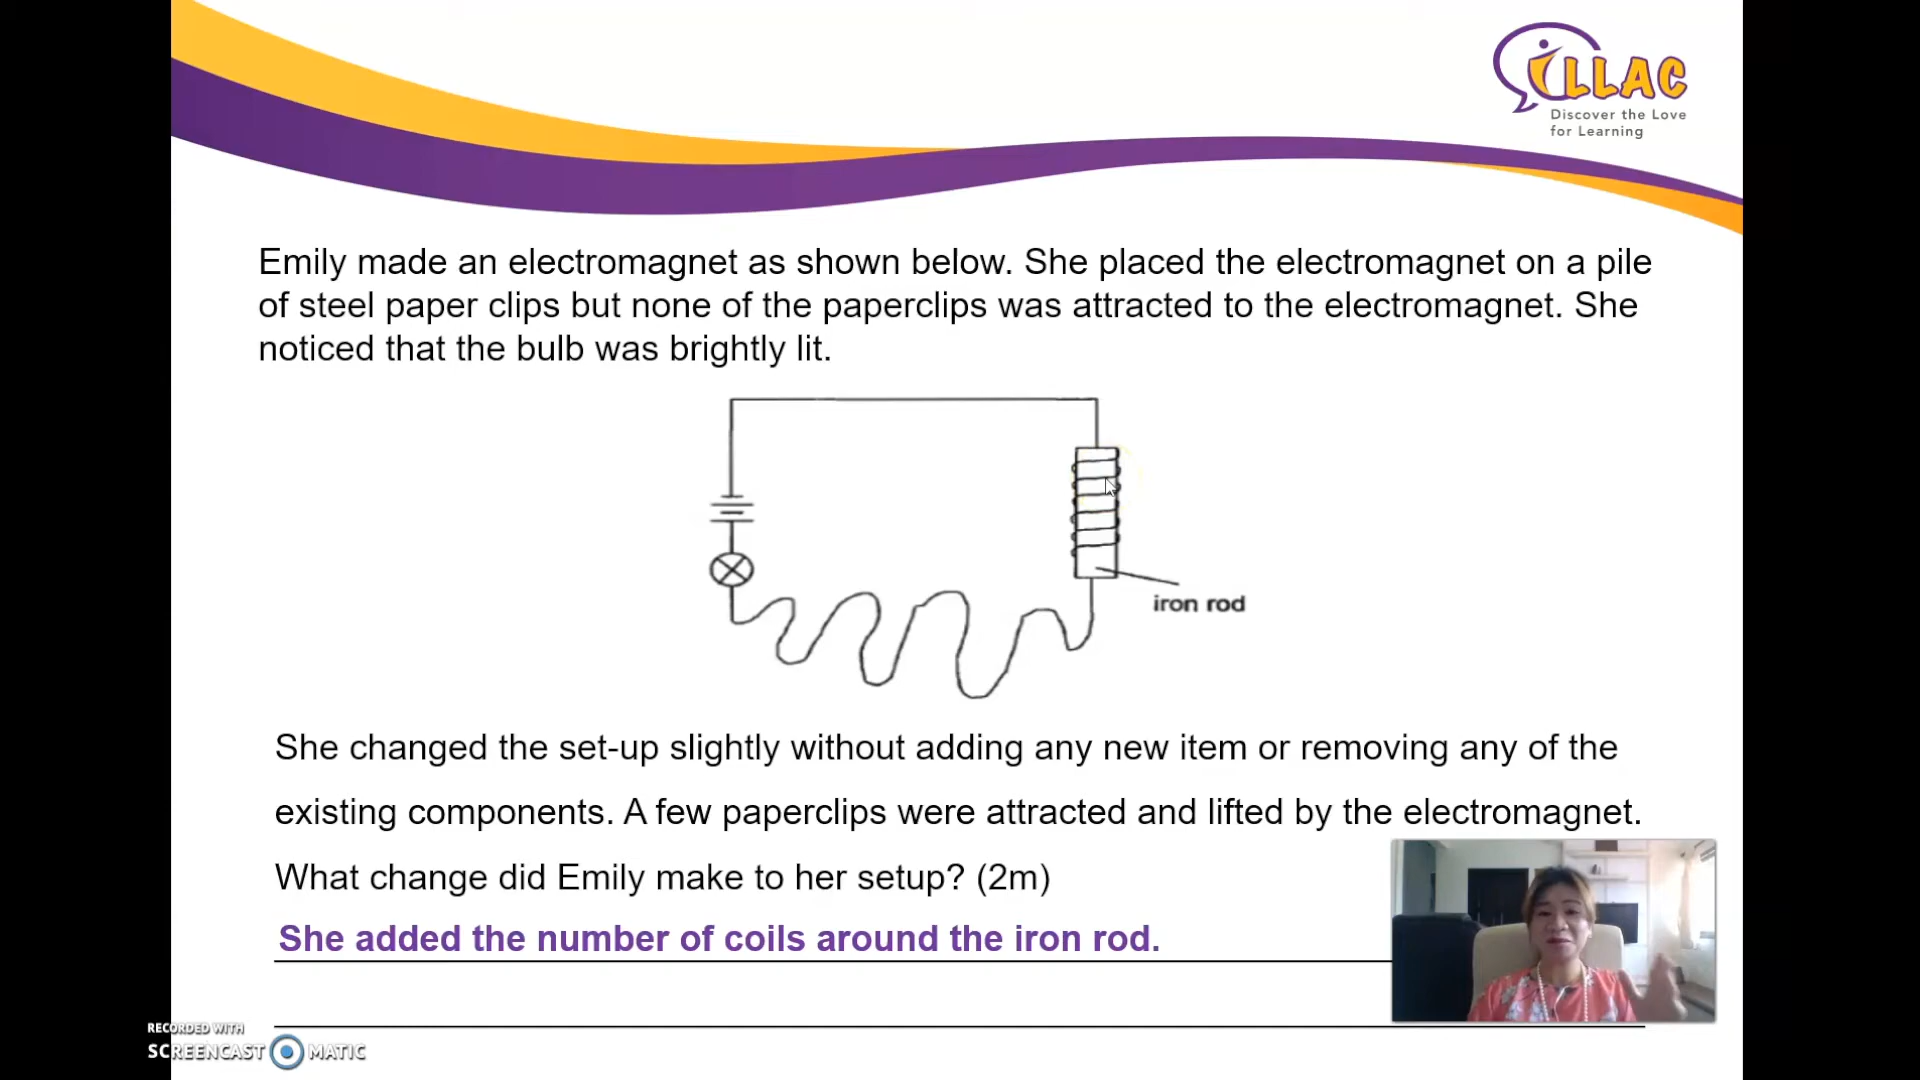 iLLAC
Discover the Love
for Learning
Emily made an electromagnet as shown below. She placed the electromagnet on a pile
of steel paper clips but none of the paperclips was attracted to the electromagnet. She
noticed that the bulb was brightly lit.
iron rod
She changed the set-up slightly without adding any new item or removing any of the
existing components. A few paperclips were attracted and lifted by the electromagnet.
What change did Emily make to her setup? (2m)
She added the number of coils around the iron rod.
RECORDED WITH
SCREENCAST MATIC